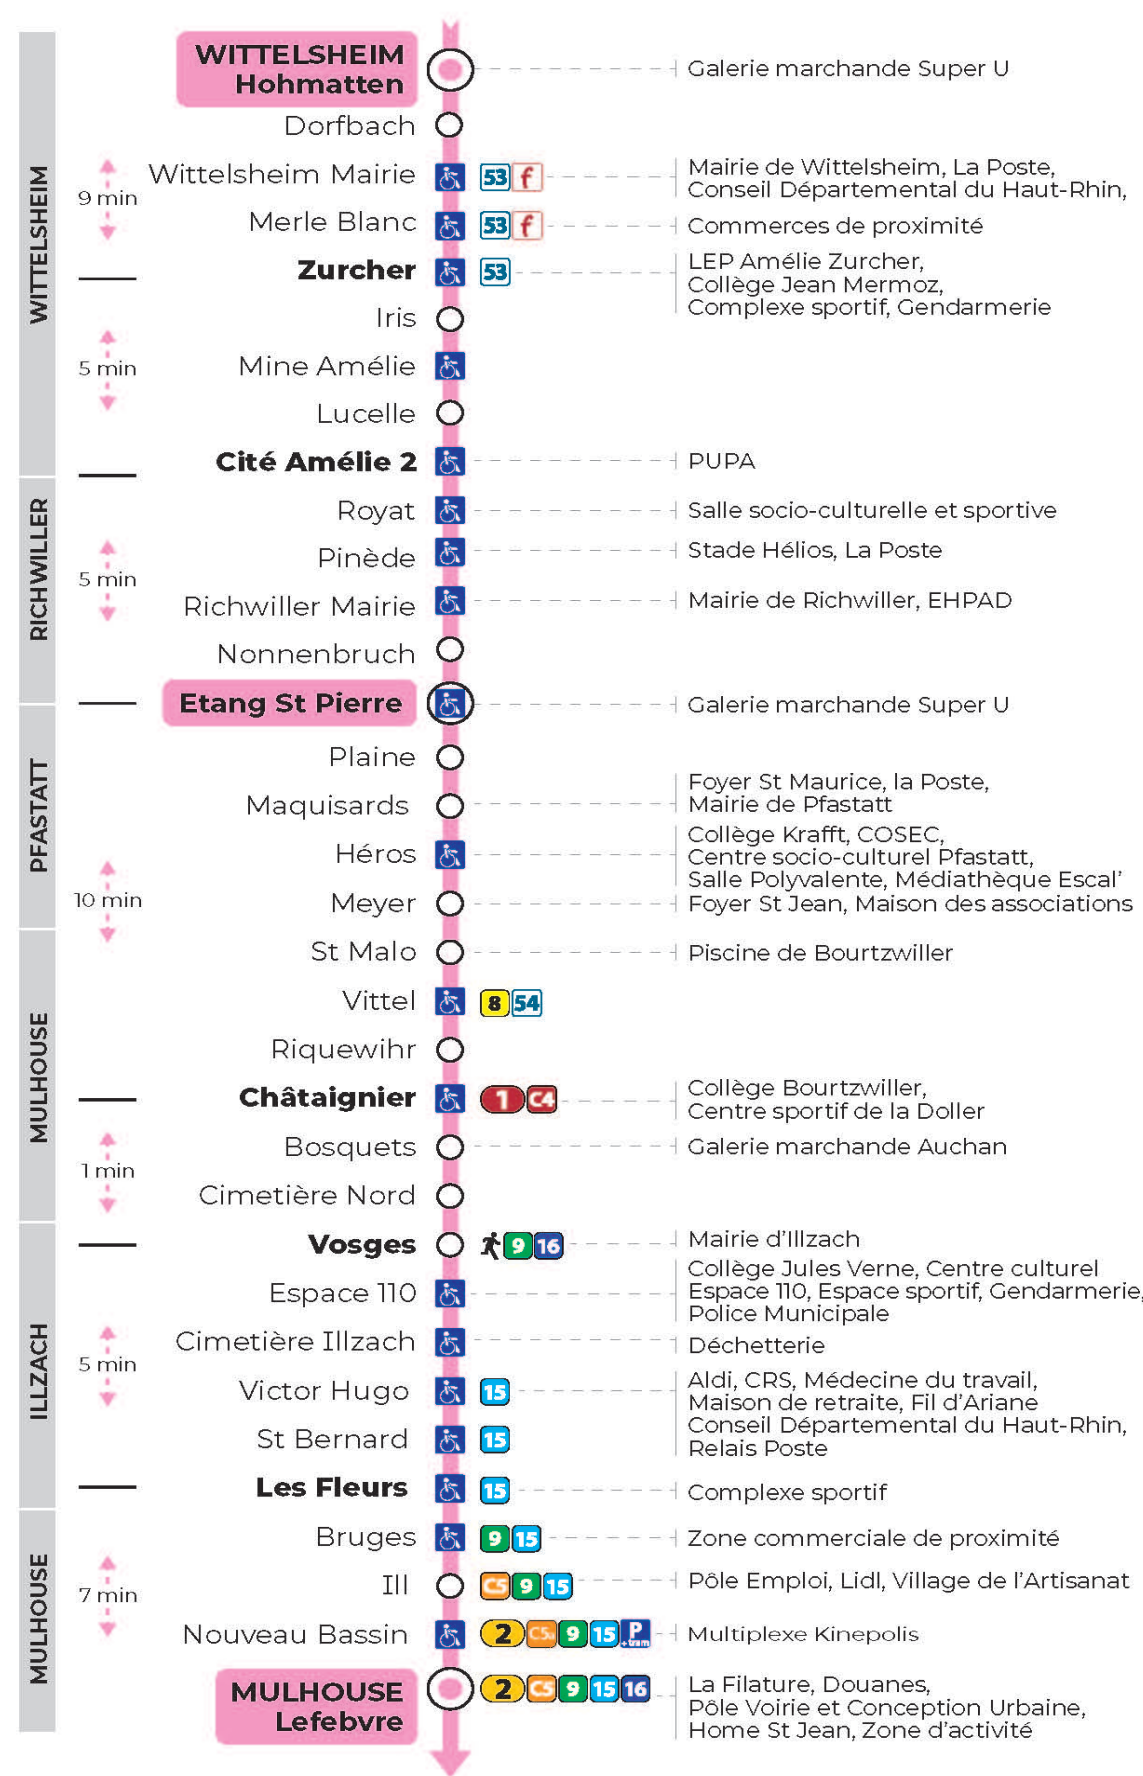 WITTELSHEIM
Hohmatten
Galerie marchande Super U
Dorfbach
WITTELSHEIM
9 min
Wittelsheim Mairie
53 f
Mairie de Wittelsheim, La Poste,
Conseil Départemental du Haut-Rhin,
Merle Blanc
53 f
Commerces de proximité
Zurcher
53
LEP Amélie Zurcher,
Collège Jean Mermoz,
Complexe sportif, Gendarmerie
Iris
5 min
Mine Amélie
Lucelle
Cité Amélie 2
PUPA
RICHWILLER
Royat
Salle socio-culturelle et sportive
5 min
Pinède
Stade Hélios, La Poste
Richwiller Mairie
Mairie de Richwiller, EHPAD
Nonnenbruch
Etang St Pierre
Galerie marchande Super U
PFASTATT
Plaine
Maquisards
Foyer St Maurice, la Poste,
Mairie de Pfastatt
Héros
Collège Krafft, COSEC,
Centre socio-culturel Pfastatt,
Salle Polyvalente, Médiathèque Escal’
10 min
Meyer
Foyer St Jean, Maison des associations
MULHOUSE
St Malo
Piscine de Bourtzwiller
Vittel
8 54
Riquewihr
Châtaignier
1 C4
Collège Bourtzwiller,
Centre sportif de la Doller
Bosquets
Galerie marchande Auchan
1 min
Cimetière Nord
ILLZACH
Vosges
9 16
Mairie d’Illzach
Espace 110
Collège Jules Verne, Centre culturel
Espace 110, Espace sportif, Gendarmerie,
Police Municipale
Cimetière Illzach
Déchetterie
5 min
Victor Hugo
15
Aldi, CRS, Médecine du travail,
Maison de retraite, Fil d’Ariane
Conseil Départemental du Haut-Rhin,
Relais Poste
St Bernard
15
Les Fleurs
15
Complexe sportif
MULHOUSE
Bruges
9 15
Zone commerciale de proximité
7 min
Ill
C5 9 15
Pôle Emploi, Lidl, Village de l’Artisanat
Nouveau Bassin
2 C5 9 15 P
+tram
Multiplexe Kinepolis
MULHOUSE
Lefebvre
2 C5 9 15 16
La Filature, Douanes,
Pôle Voirie et Conception Urbaine,
Home St Jean, Zone d’activité